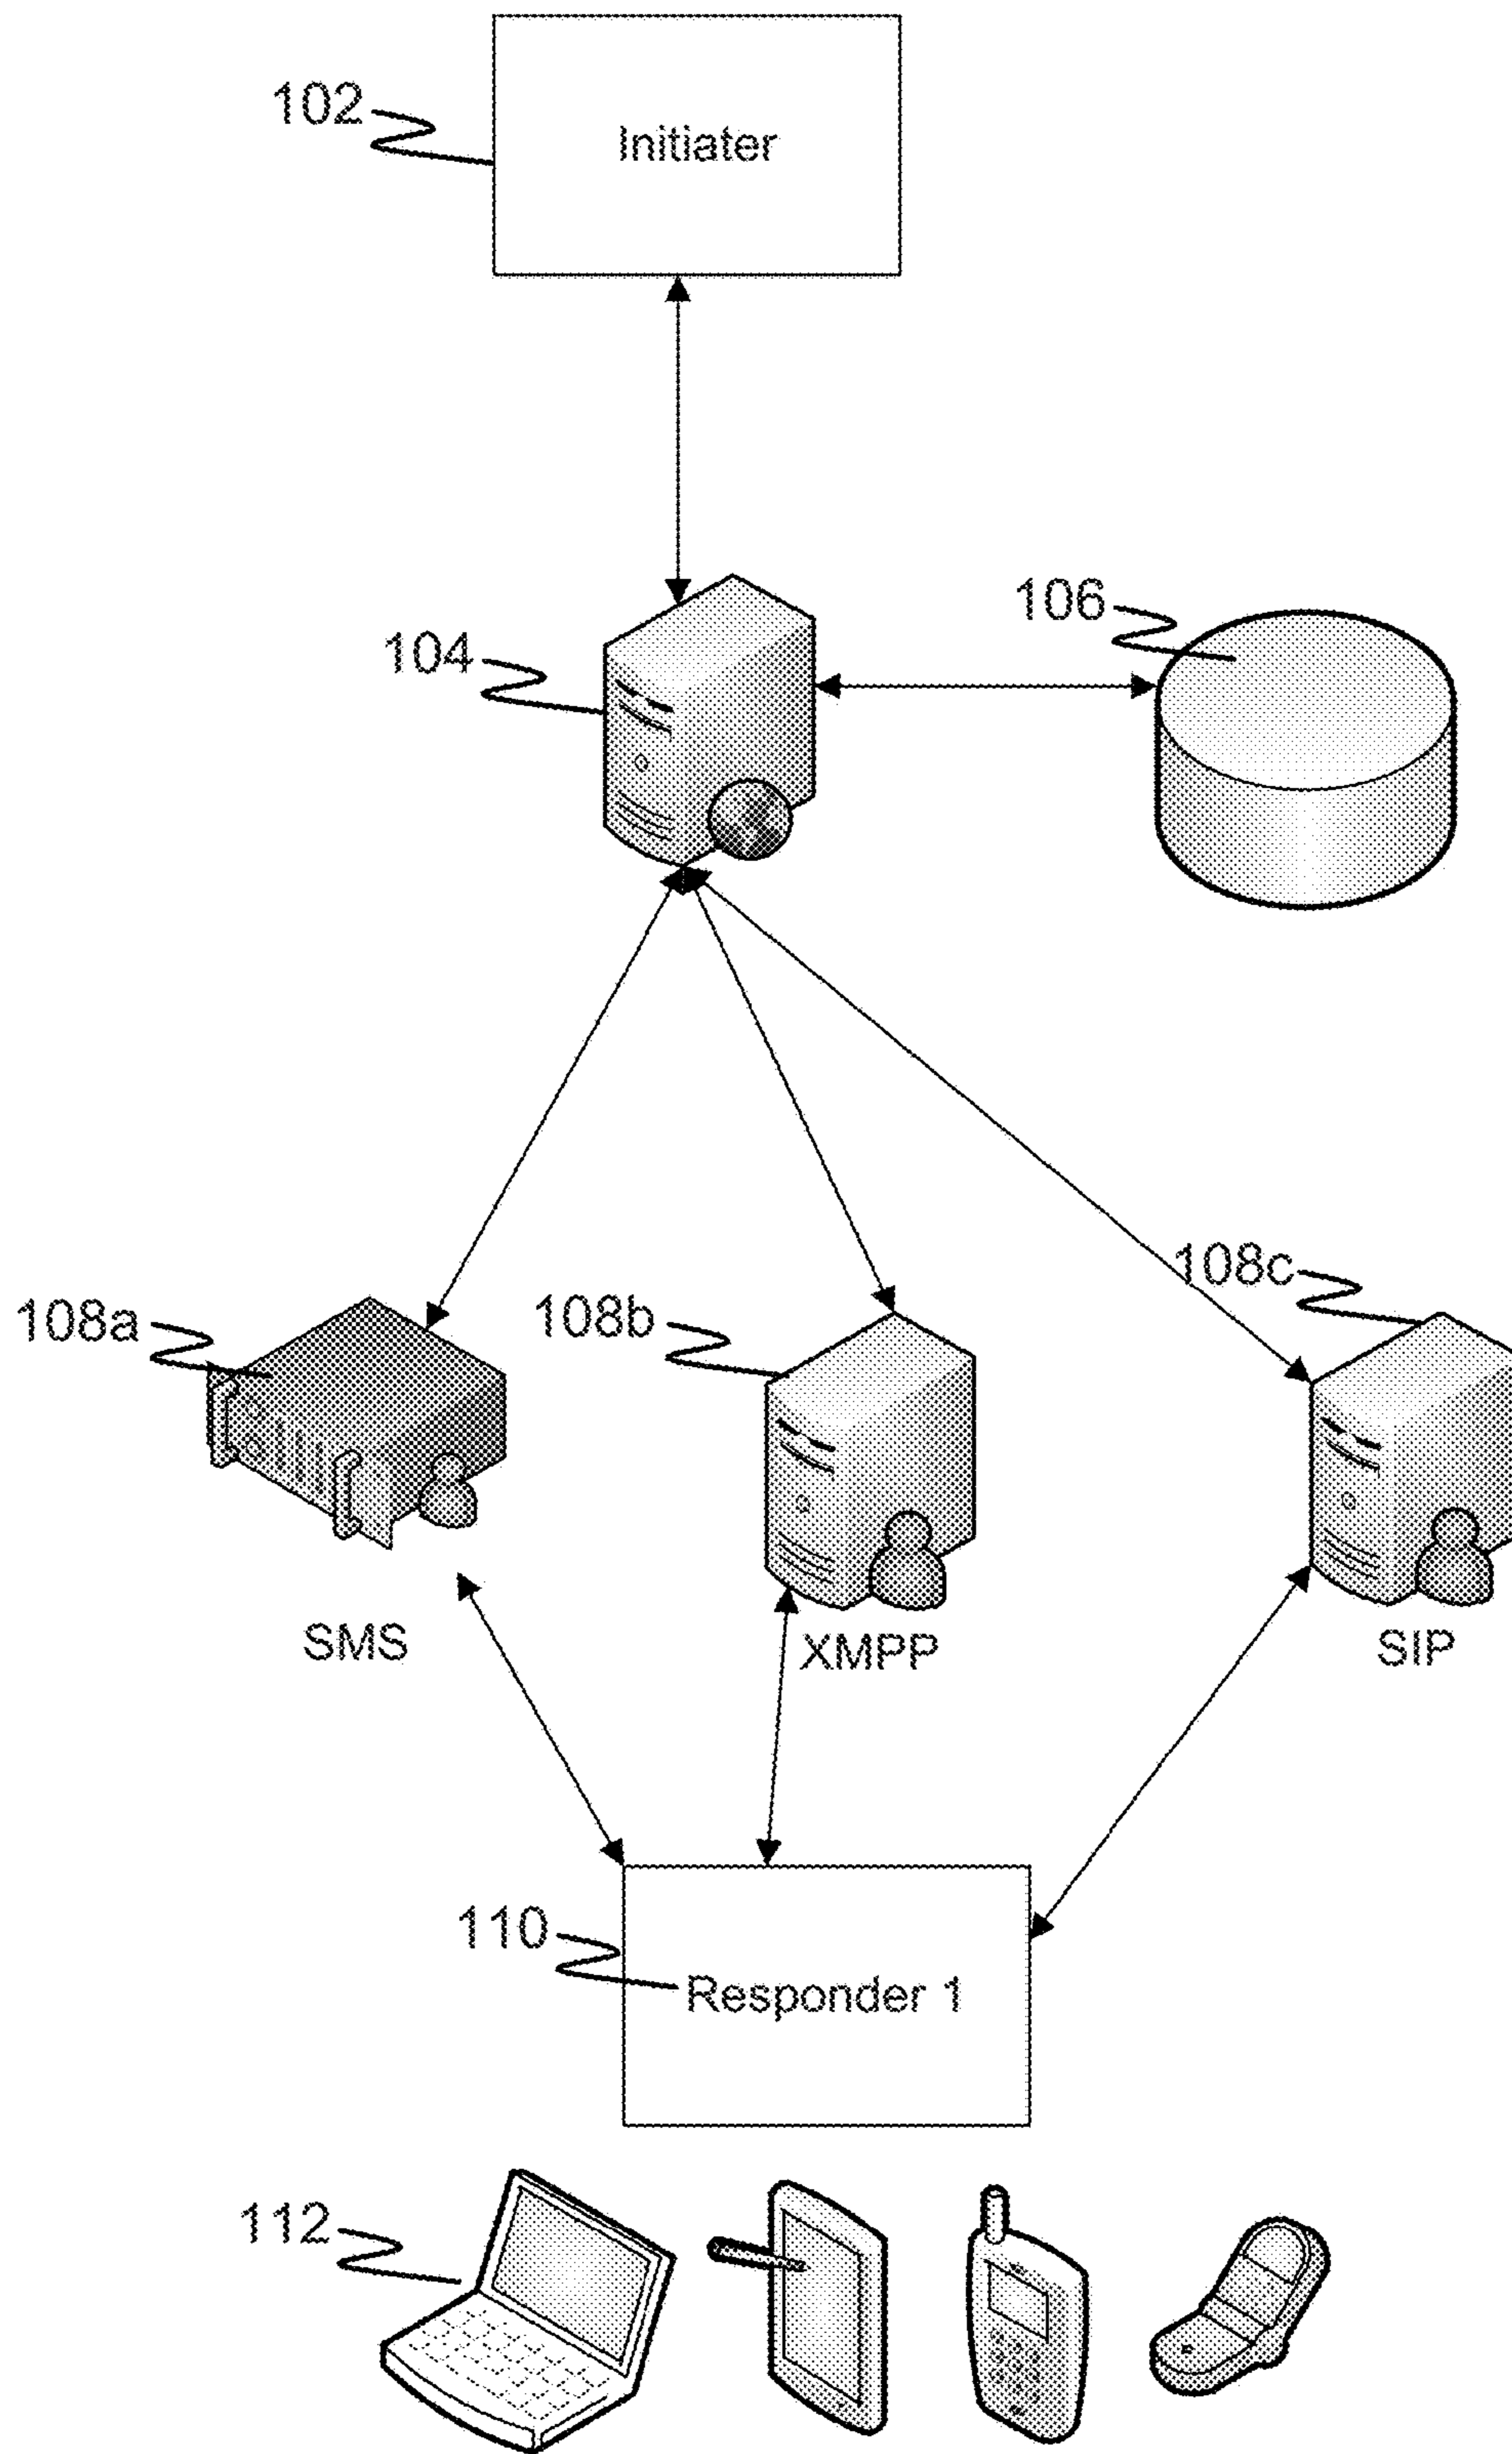 102
Initiater
106
104
108c
108a
108b
SMS
XMPP
SIP
110
Responder 1
112